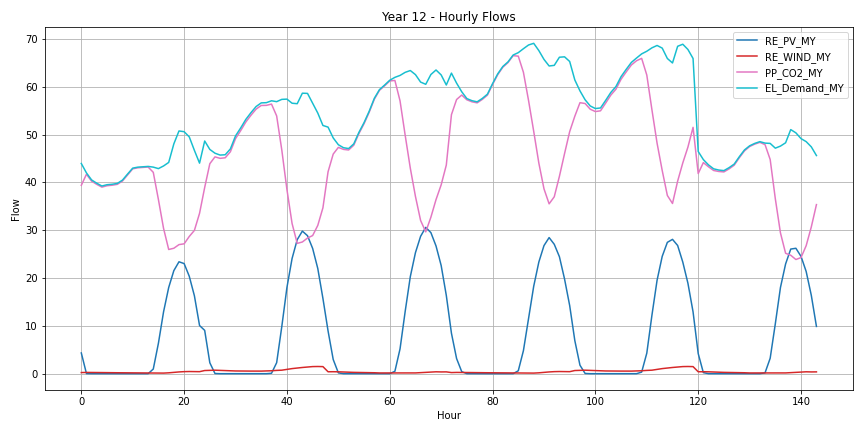 Year 12 - Hourly Flows
70
60
50
40
30
20
10
0
Flow
0
20
40
60
80
100
120
140
Hour
RE_PV_MY
RE_WIND_MY
PP_CO2_MY
EL_Demand_MY